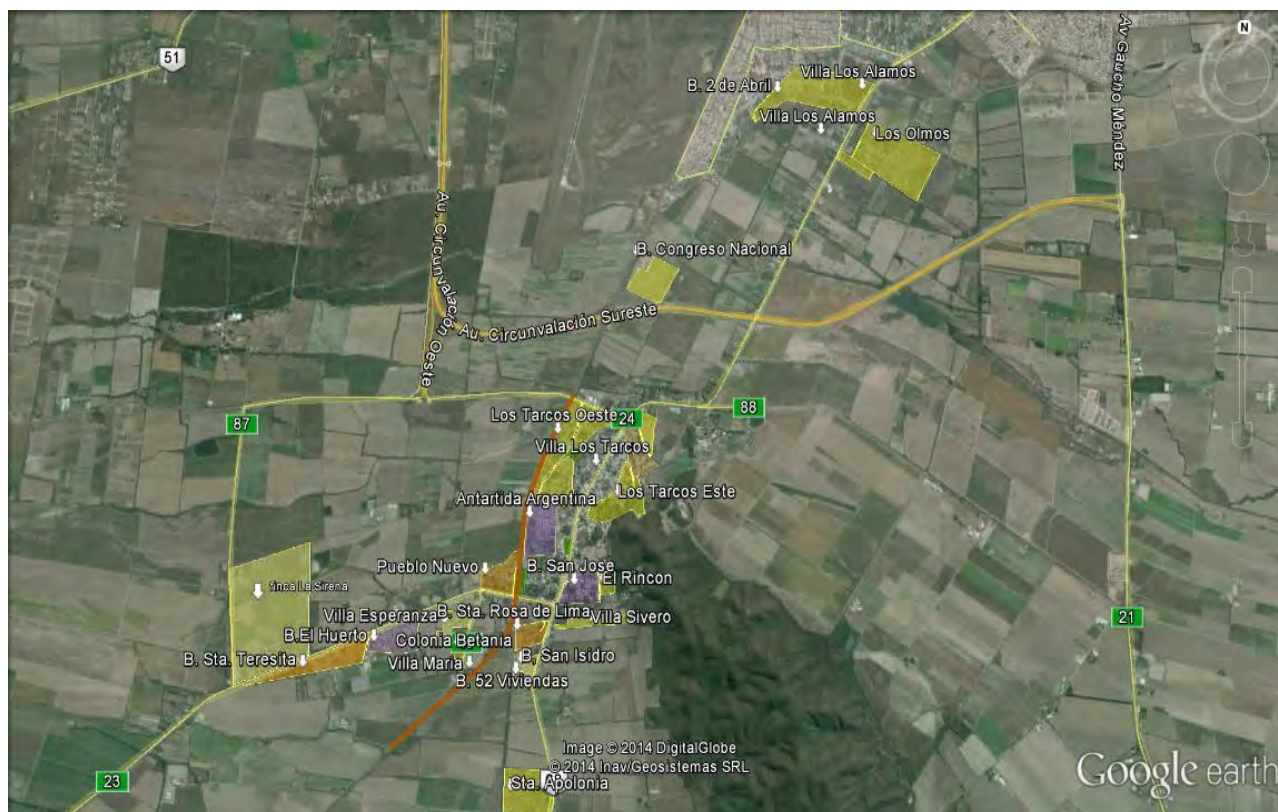 51
N
Av Gaucho Méndez
Villa Los Alamos
B. 2 de Abril
Villa Los Alamos
Los Olmos
B. Congreso Nacional
Au. Circunvalación Oeste
Au. Circunvalación Sureste
87
Los Tarcos Oeste
24
88
Villa Los Tarcos
Antartida Argentina
Los Tarcos Este
Pueblo Nuevo
B. San Jose
El Rincon
finca La Sirena
Villa Esperanza
B. Sta. Rosa de Lima
Villa Sivero
21
B.El Huerto
Colonia Betania
B. Sta. Teresita
Villa Maria
B. San Isidro
B. 52 Viviendas
Image © 2014 DigitalGlobe
© 2014 Inav/Geosistemas SRL
23
Sta. Apolonia
Google earth